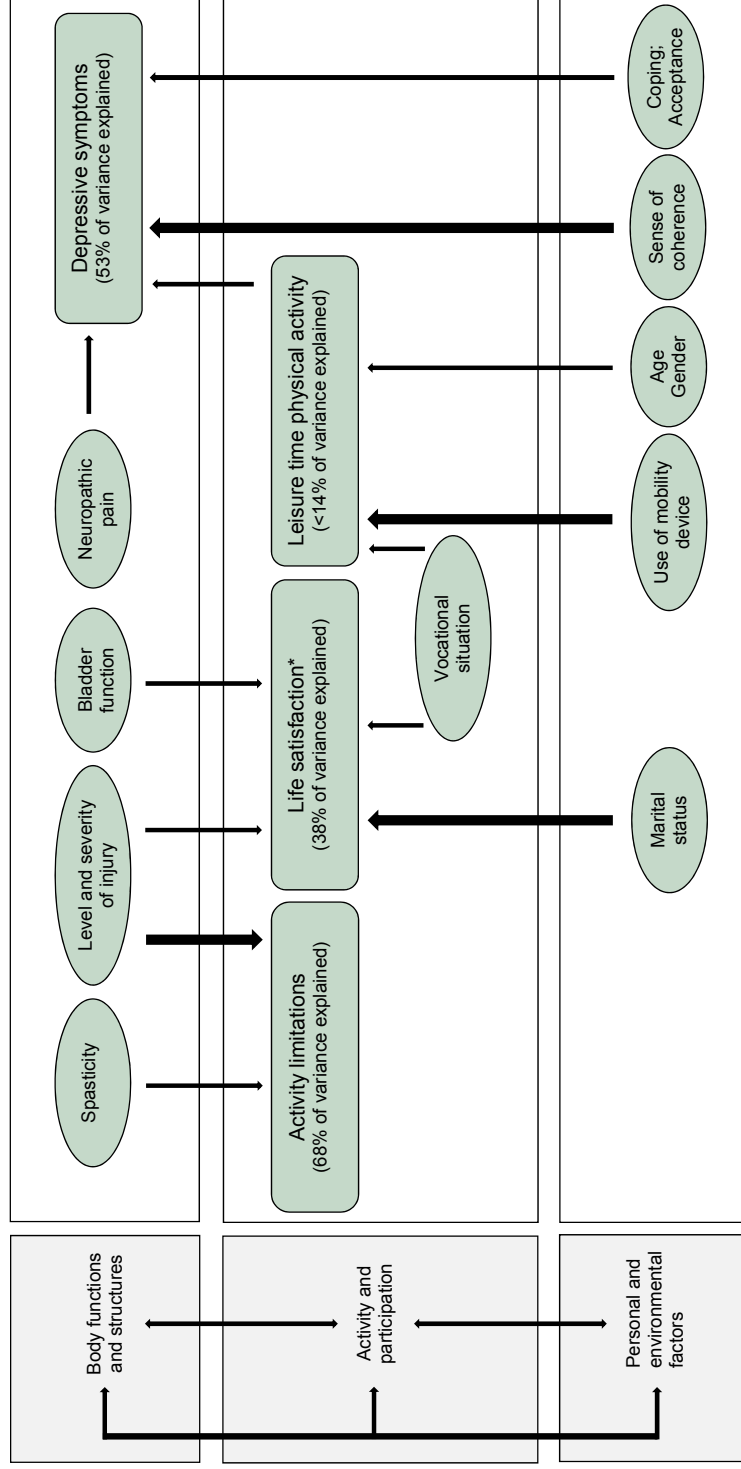 Body functions
and structures
Spasticity
Level and severity
of injury
Bladder
function
Neuropathic
pain
Depressive symptoms
(53% of variance explained)
Activity and
participation
Activity limitations
(68% of variance explained)
Life satisfaction*
(38% of variance explained)
Leisure time physical activity
(<14% of variance explained)
Vocational
situation
Personal and
environmental
factors
Marital
status
Use of mobility
device
Age
Gender
Sense of
coherence
Coping;
Acceptance